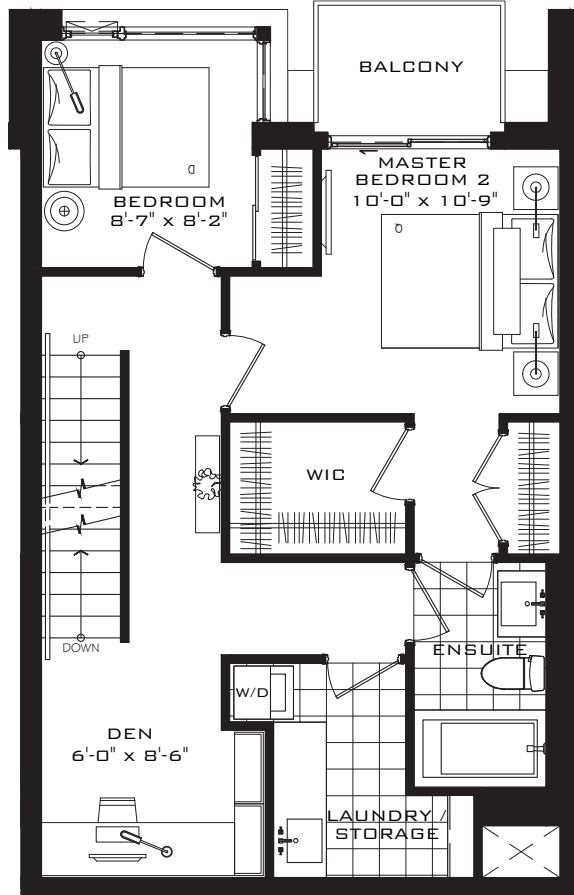 BALCONY
MASTER
BEDROOM 2
10'-0" x 10'-9"
BEDROOM
8'-7" x 8'-2"
UP
WIC
DOWN
ENSUITE
W/D
DEN
6'-0" x 8'-6"
LAUNDRY /
STORAGE